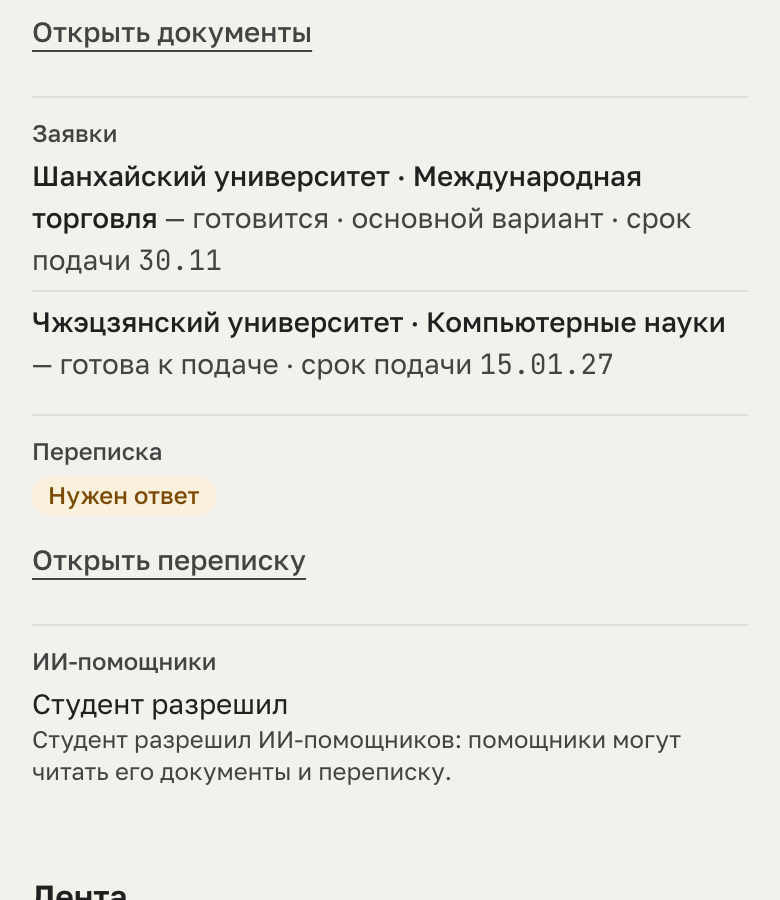 Открыть документы
Заявки
Шанхайский университет · Международная
торговля — готовится · основной вариант · срок
подачи 30.11
Чжэцзянский университет · Компьютерные науки
— готова к подаче · срок подачи 15.01.27
Переписка
Нужен ответ
Открыть переписку
ИИ-помощники
Студент разрешил
Студент разрешил ИИ-помощников: помощники могут
читать его документы и переписку.
Лента